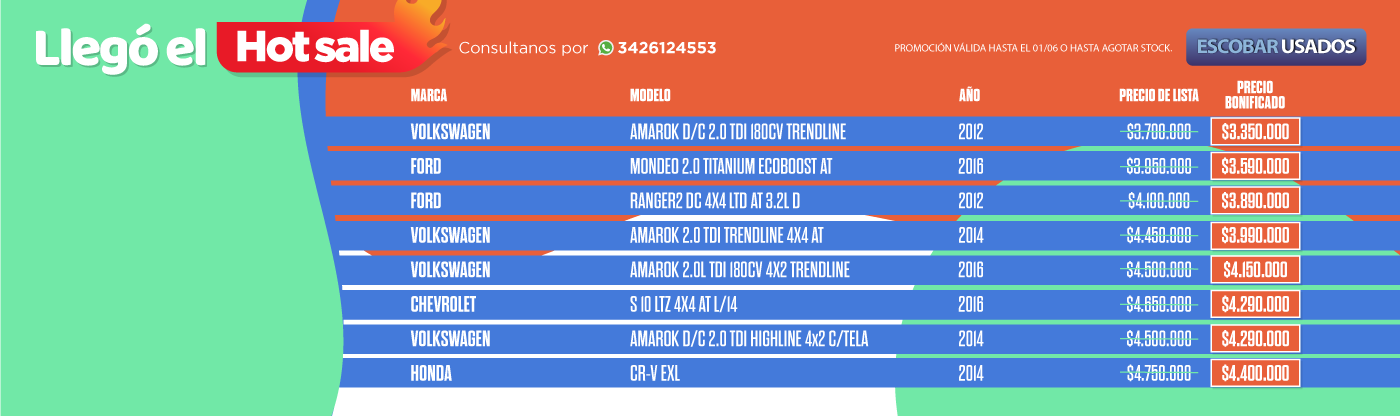 Llegó el Hot sale
Consultanos por 3426124553
PROMOCIÓN VÁLIDA HASTA EL 01/06 O HASTA AGOTAR STOCK.
ESCOBAR USADOS
MARCA MODELO AÑO PRECIO DE LISTA PRECIO BONIFICADO
VOLKSWAGEN AMAROK D/C 2.0 TDI 180CV TRENDLINE 2012 $3.700.000 $3.350.000
FORD MONDEO 2.0 TITANIUM ECOBOOST AT 2016 $3.950.000 $3.590.000
FORD RANGER2 DC 4X4 LTD AT 3.2L D 2012 $4.100.000 $3.890.000
VOLKSWAGEN AMAROK 2.0 TDI TRENDLINE 4X4 AT 2014 $4.450.000 $3.990.000
VOLKSWAGEN AMAROK 2.0L TDI 180CV 4X2 TRENDLINE 2016 $4.500.000 $4.150.000
CHEVROLET S 10 LTZ 4X4 AT L/14 2016 $4.650.000 $4.290.000
VOLKSWAGEN AMAROK D/C 2.0 TDI HIGHLINE 4x2 C/TELA 2014 $4.500.000 $4.290.000
HONDA CR-V EXL 2014 $4.750.000 $4.400.000